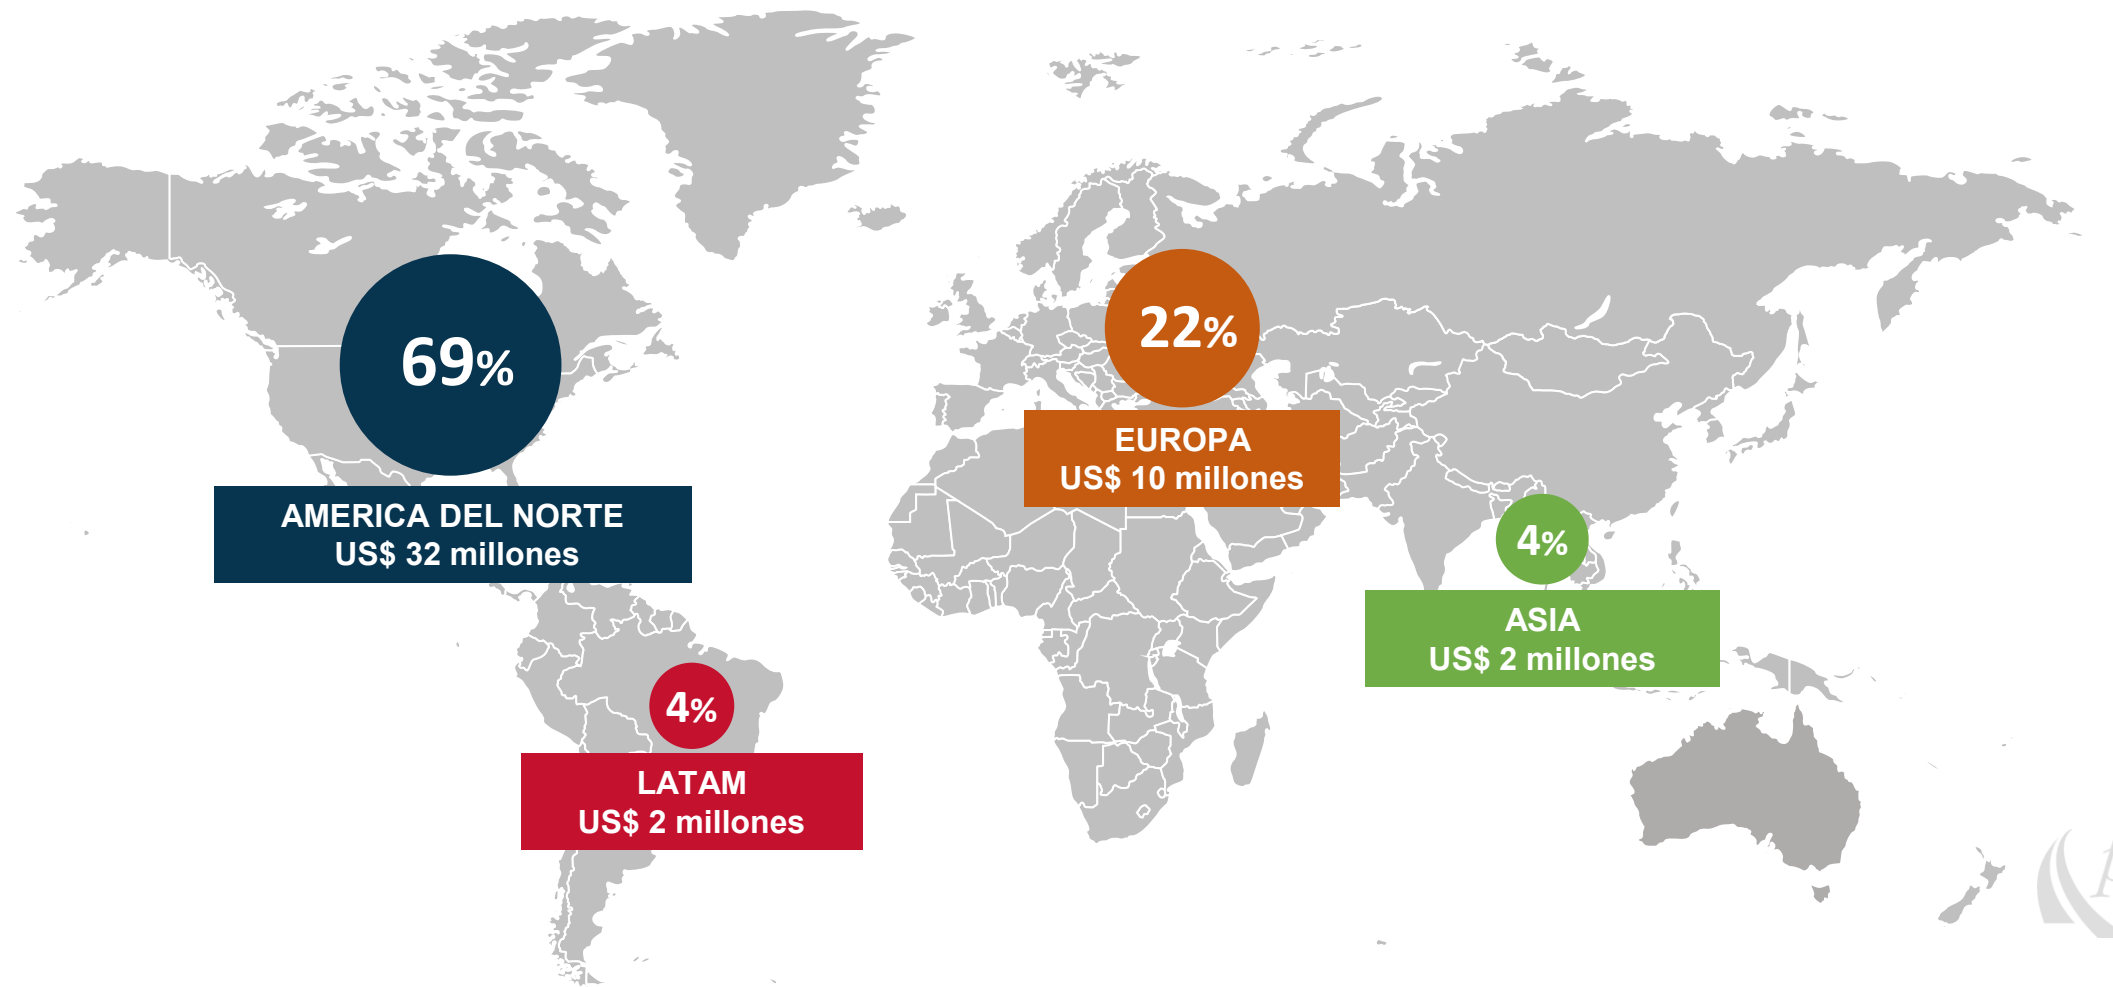 69%
AMERICA DEL NORTE
US$ 32 millones
22%
EUROPA
US$ 10 millones
4%
ASIA
US$ 2 millones
4%
LATAM
US$ 2 millones